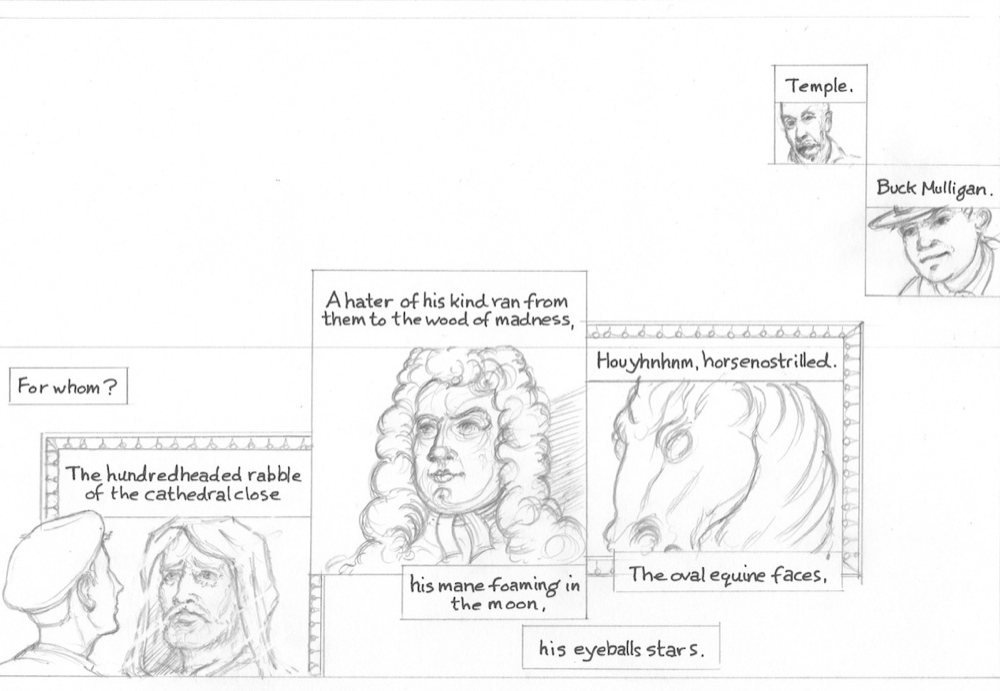 For whom?
The hundredheaded rabble
of the cathedral close
A hater of his kind ran from
them to the wood of madness,
his mane foaming in
the moon,
his eyeballs stars.
Houyhnhnm, horsenostrilled.
The oval equine faces,
Temple.
Buck Mulligan.